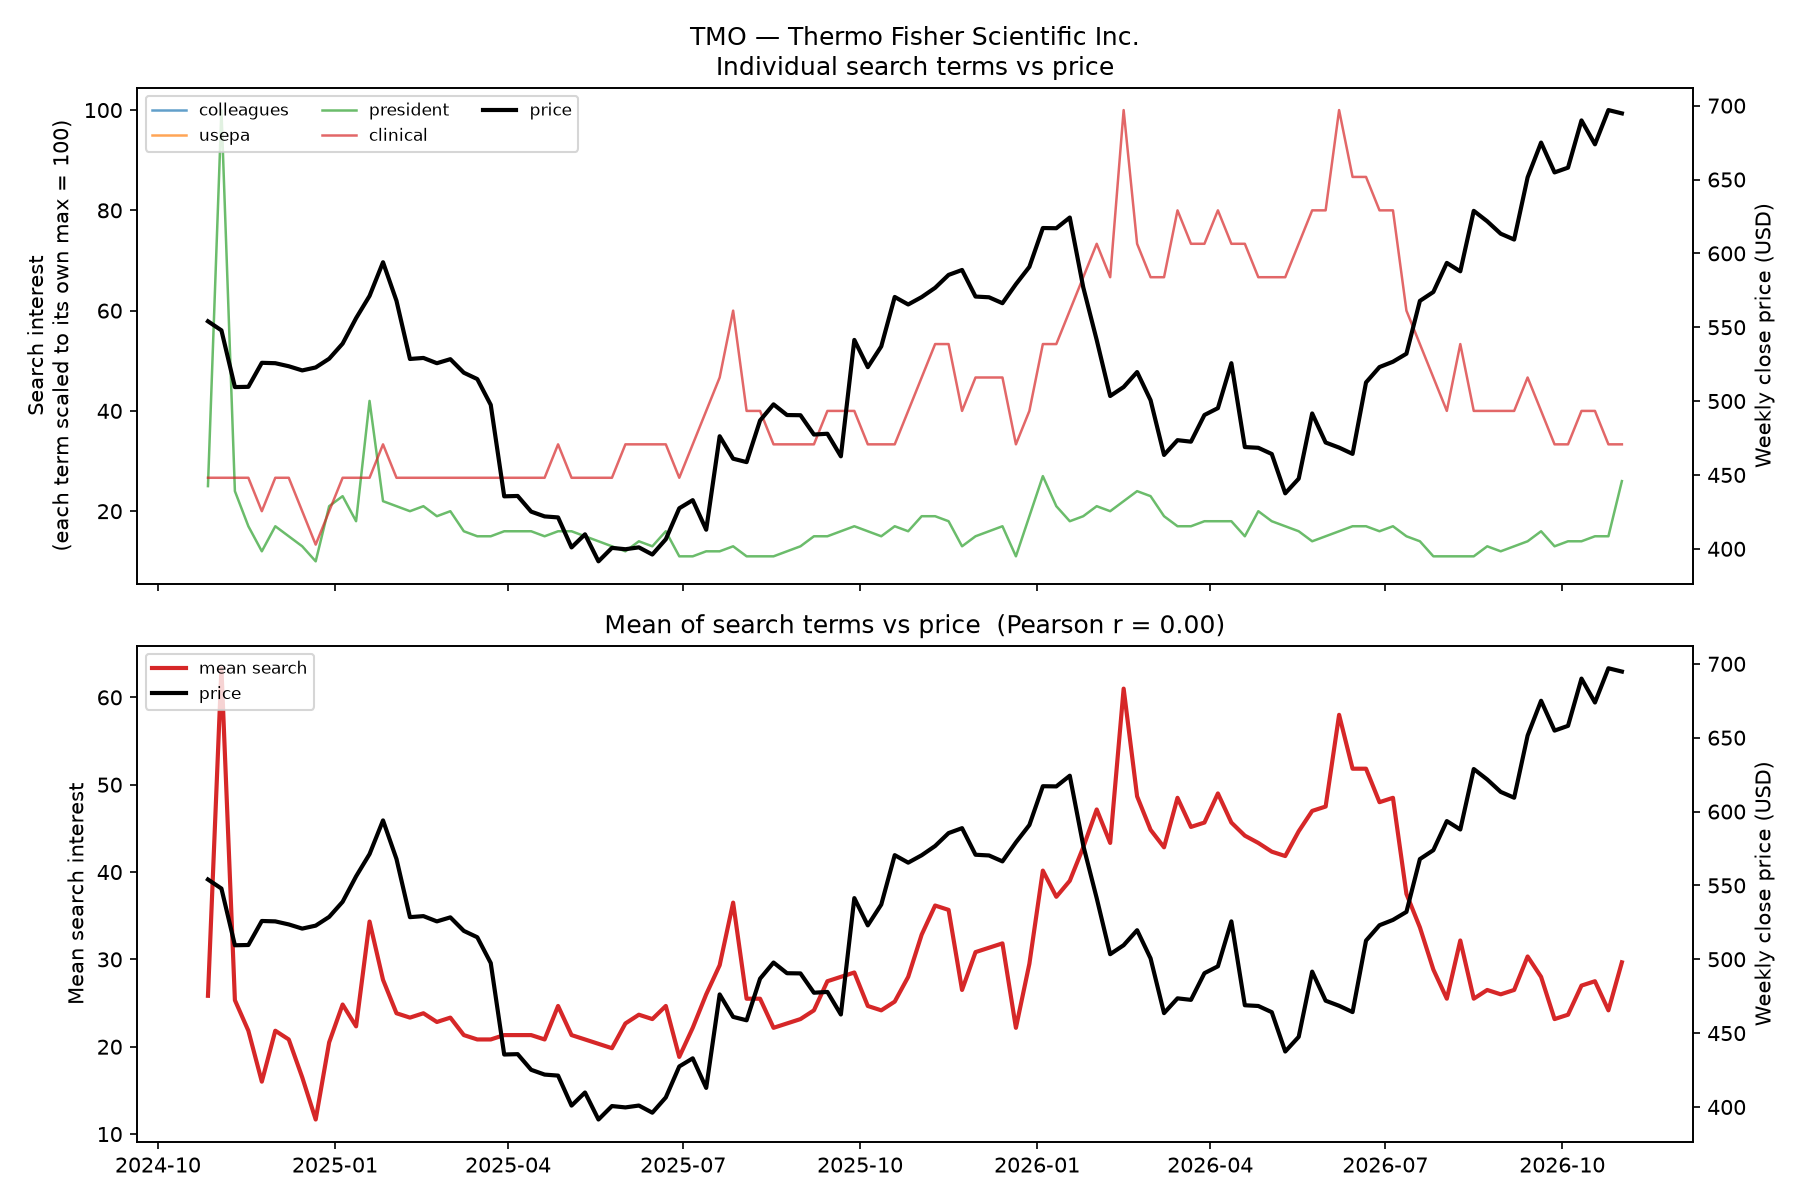 TMO — Thermo Fisher Scientific Inc.
Individual search terms vs price
colleagues
usepa
president
clinical
price
Search interest
(each term scaled to its own max = 100)
100
80
60
40
20
Weekly close price (USD)
700
650
600
550
500
450
400
Mean of search terms vs price (Pearson r = 0.00)
mean search
price
Mean search interest
60
50
40
30
20
10
Weekly close price (USD)
700
650
600
550
500
450
400
2024-10
2025-01
2025-04
2025-07
2025-10
2026-01
2026-04
2026-07
2026-10